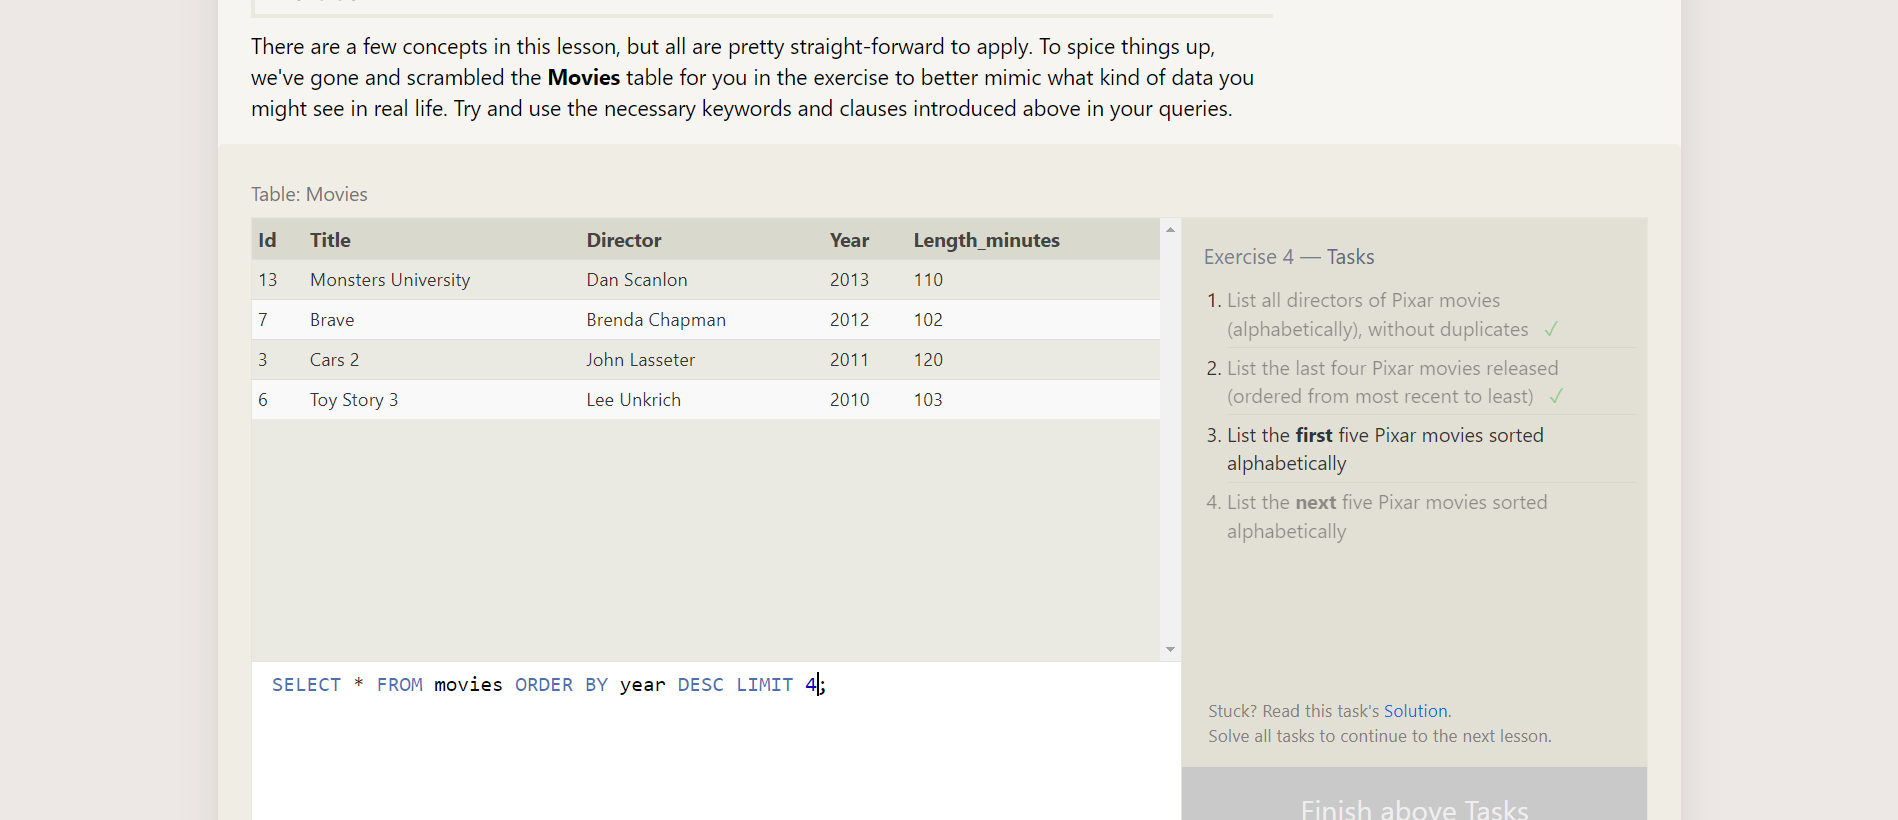 There are a few concepts in this lesson, but all are pretty straight-forward to apply. To spice things up,
we've gone and scrambled the Movies table for you in the exercise to better mimic what kind of data you
might see in real life. Try and use the necessary keywords and clauses introduced above in your queries.
Table: Movies
Id Title Director Year Length_minutes
13 Monsters University Dan Scanlon 2013 110
7 Brave Brenda Chapman 2012 102
3 Cars 2 John Lasseter 2011 120
6 Toy Story 3 Lee Unkrich 2010 103
SELECT * FROM movies ORDER BY year DESC LIMIT 4;
Exercise 4 — Tasks
1. List all directors of Pixar movies
(alphabetically), without duplicates ✓
2. List the last four Pixar movies released
(ordered from most recent to least) ✓
3. List the first five Pixar movies sorted
alphabetically
4. List the next five Pixar movies sorted
alphabetically
Stuck? Read this task's Solution.
Solve all tasks to continue to the next lesson.
Finish above Tasks